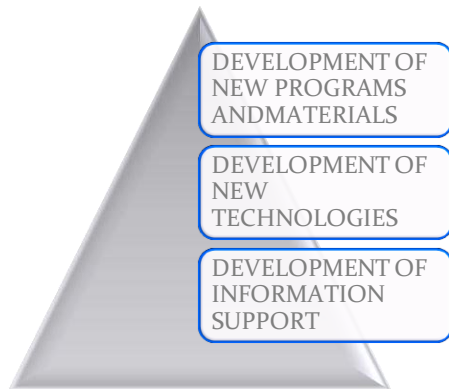 DEVELOPMENT OF
NEW PROGRAMS
ANDMATERIALS
DEVELOPMENT OF
NEW
TECHNOLOGIES
DEVELOPMENT OF
INFORMATION
SUPPORT